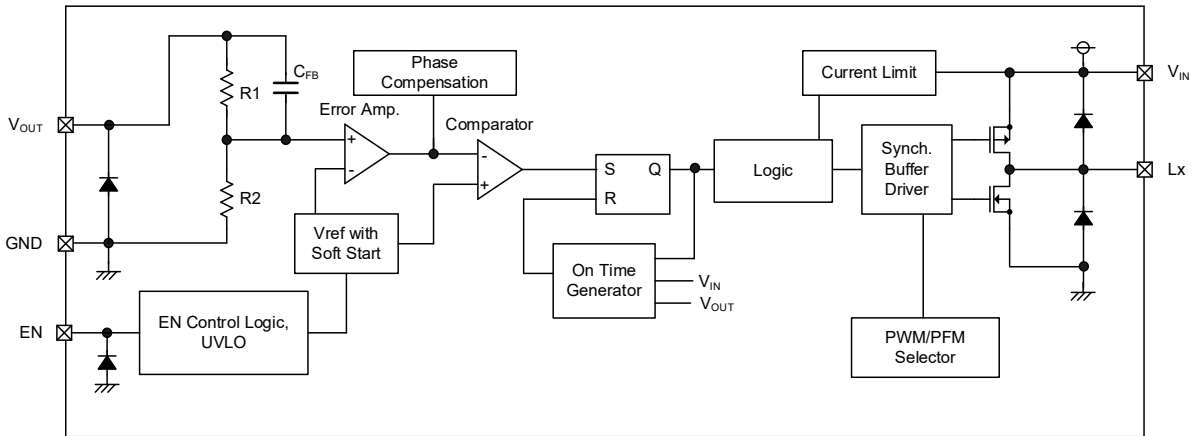 Phase
Compensation
C_FB
R1
Error Amp.
Comparator
Current Limit
V_IN
V_OUT
+
-
-
+
S
Q
R
Logic
Synch.
Buffer
Driver
Lx
R2
GND
Vref with
Soft Start
On Time
Generator
V_IN
V_OUT
EN
EN Control Logic,
UVLO
PWM/PFM
Selector